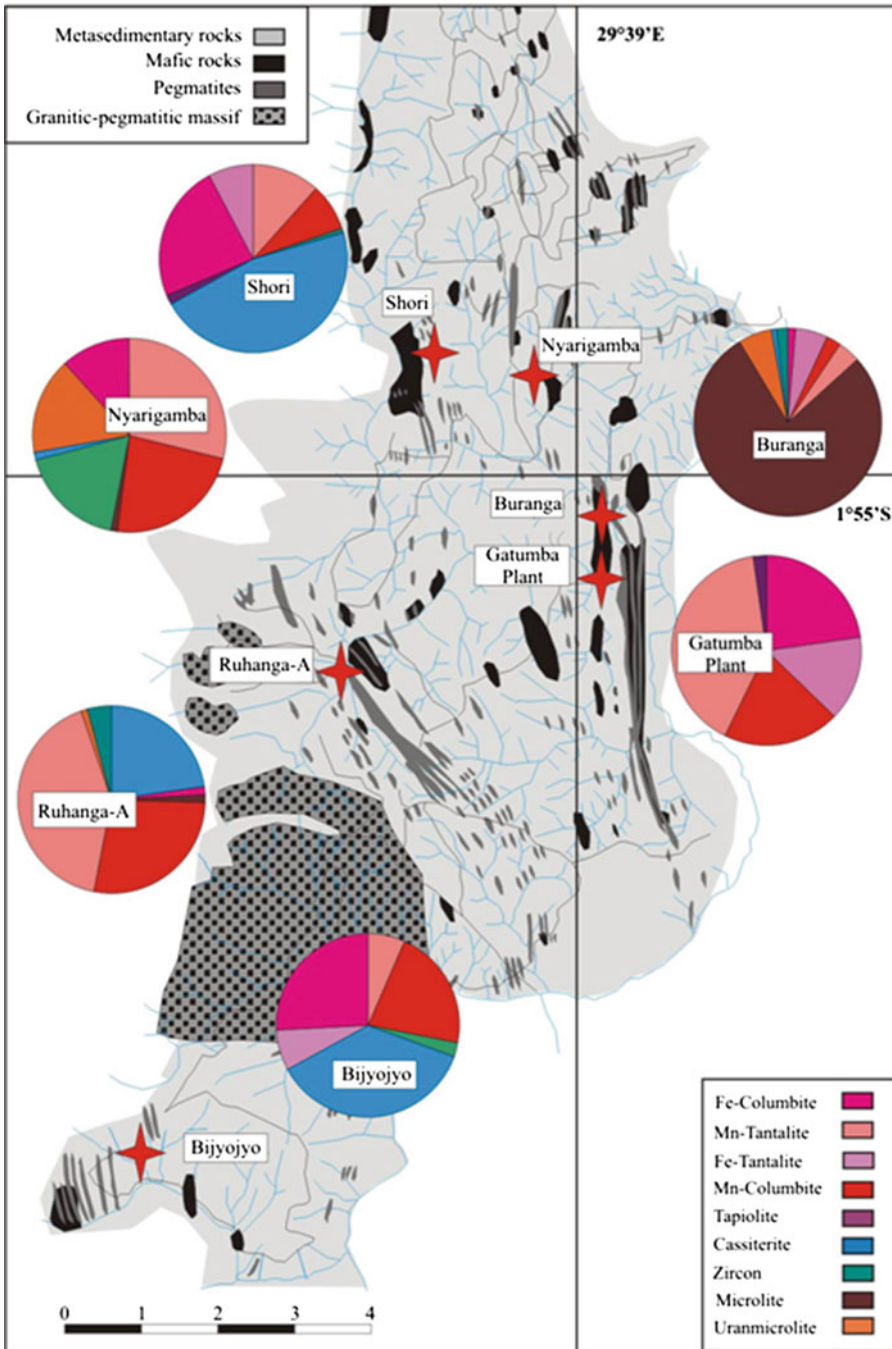 Metasedimentary rocks
Mafic rocks
Pegmatites
Granitic-pegmatitic massif
29°39'E
Shori
Shori
Nyarigamba
Nyarigamba
Buranga
Buranga
1°55'S
Gatumba
Plant
Gatumba
Plant
Ruhanga-A
Ruhanga-A
Bijyojyo
Bijyojyo
Fe-Columbite
Mn-Tantalite
Fe-Tantalite
Mn-Columbite
Tapiolite
Cassiterite
Zircon
Microlite
Uranmicrolite
0 1 2 3 4